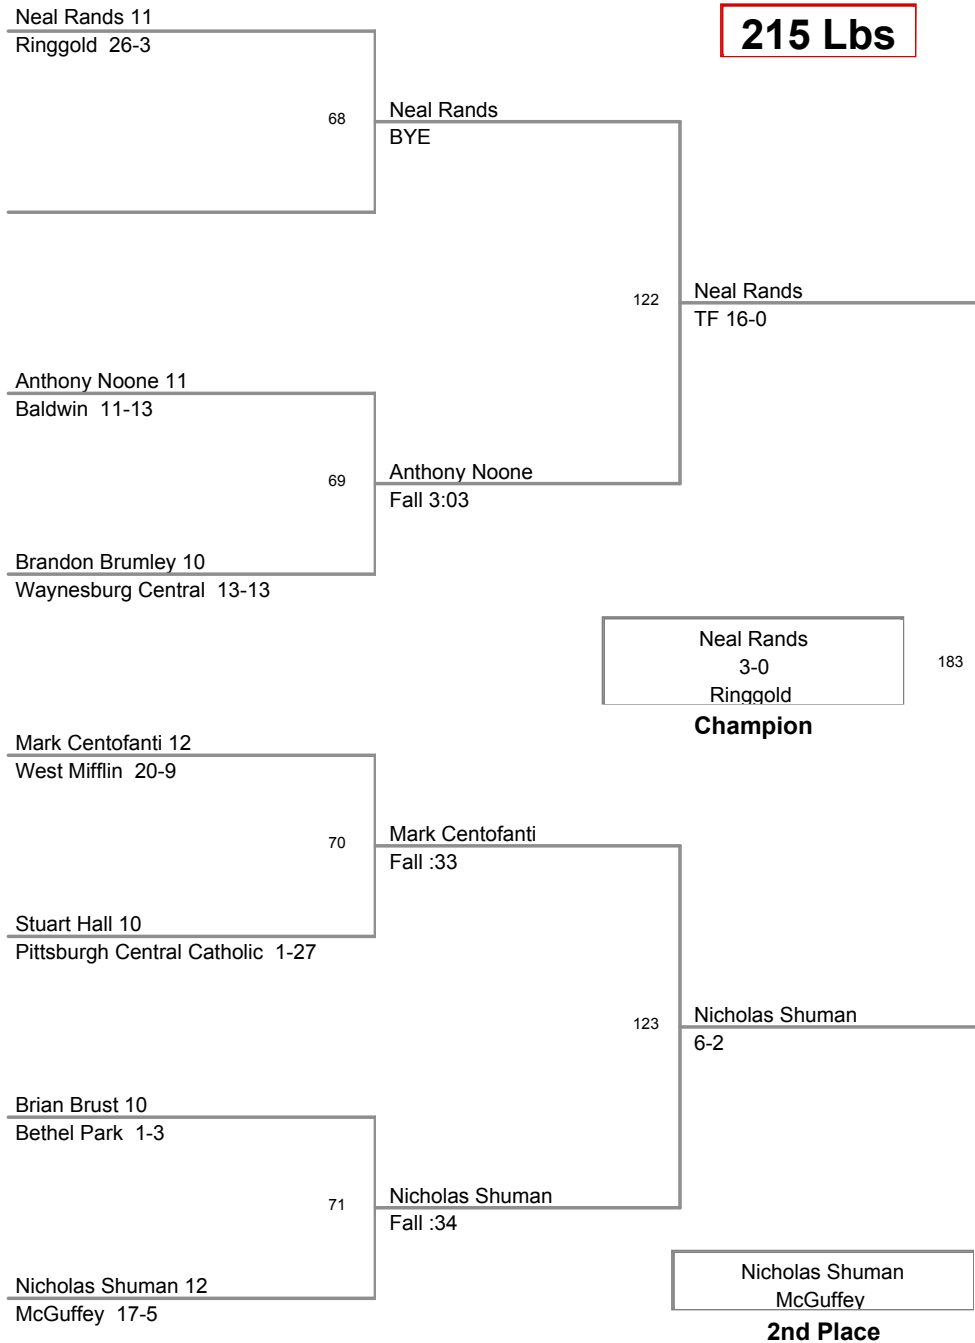 Neal Rands 11
Ringgold 26-3
215 Lbs
68
Neal Rands
BYE
122
Neal Rands
TF 16-0
Anthony Noone 11
Baldwin 11-13
69
Anthony Noone
Fall 3:03
Brandon Brumley 10
Waynesburg Central 13-13
Neal Rands
3-0
Ringgold
183
Champion
Mark Centofanti 12
West Mifflin 20-9
70
Mark Centofanti
Fall :33
Stuart Hall 10
Pittsburgh Central Catholic 1-27
123
Nicholas Shuman
6-2
Brian Brust 10
Bethel Park 1-3
71
Nicholas Shuman
Fall :34
Nicholas Shuman 12
McGuffey 17-5
Nicholas Shuman
McGuffey
2nd Place